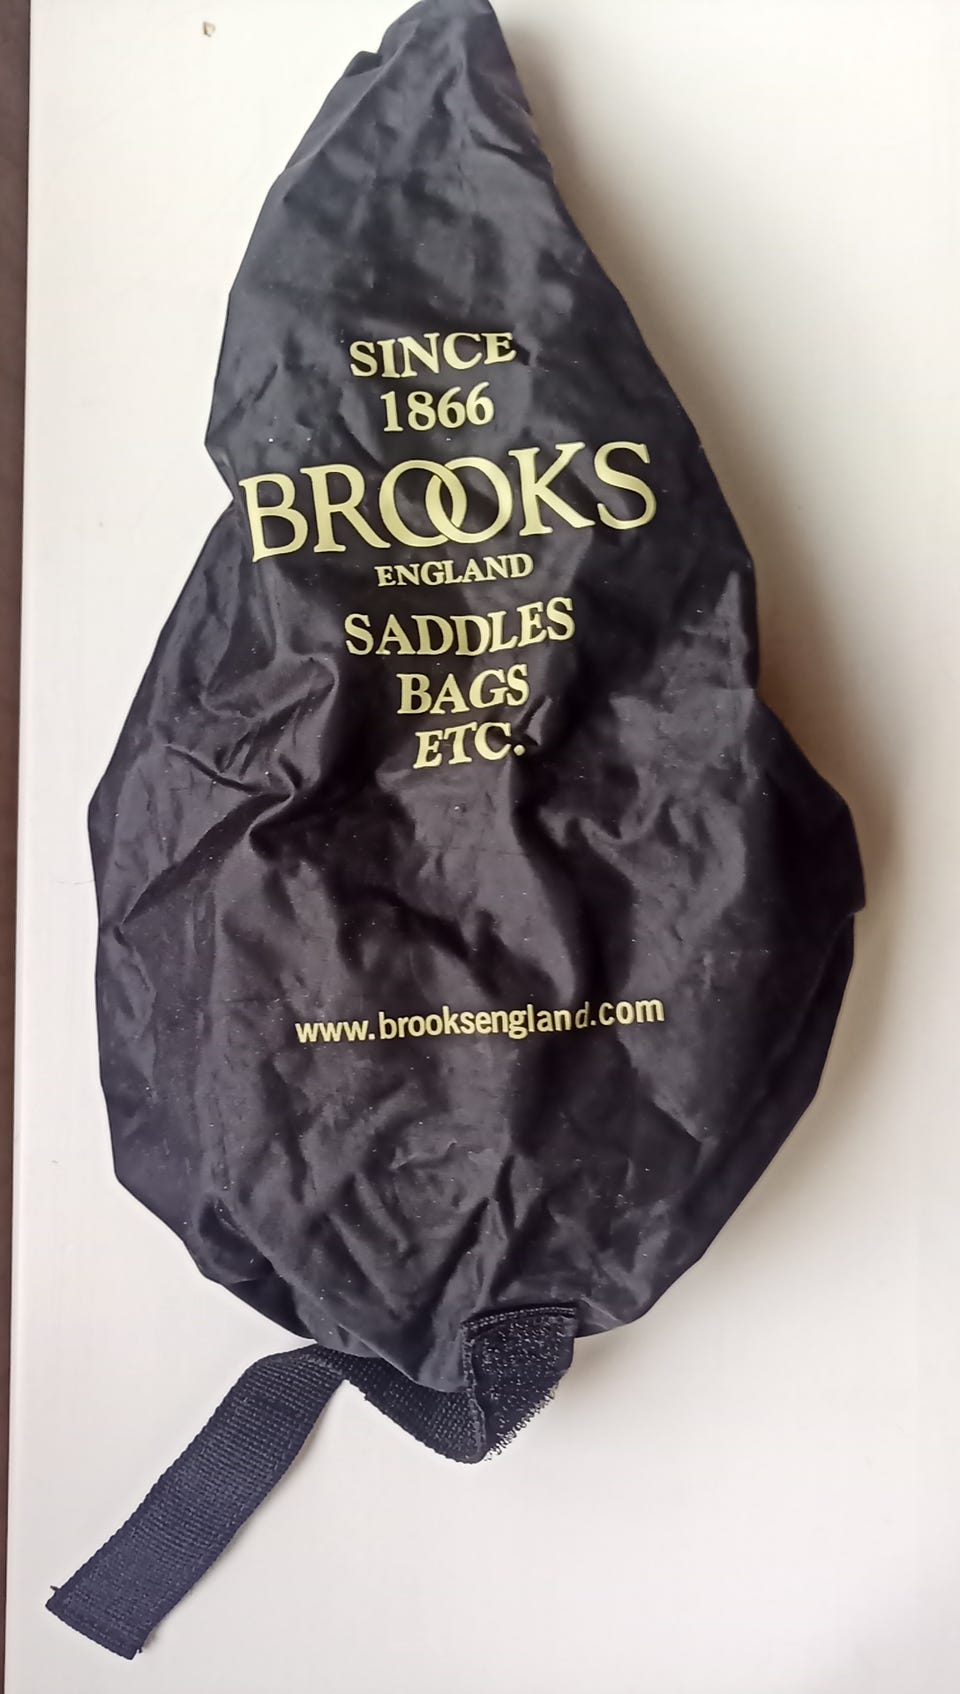 SINCE
1866
BROOKS
ENGLAND
SADDLES
BAGS
ETC.
www.brooksengland.com